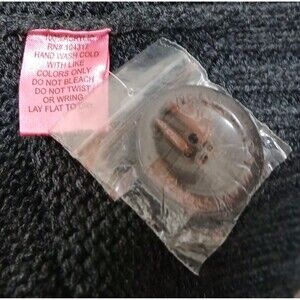 RN# 104317
HAND WASH COLD
WITH LIKE
COLORS ONLY
DO NOT BLEACH
DO NOT TWIST
OR WRING
LAY FLAT TO DRY